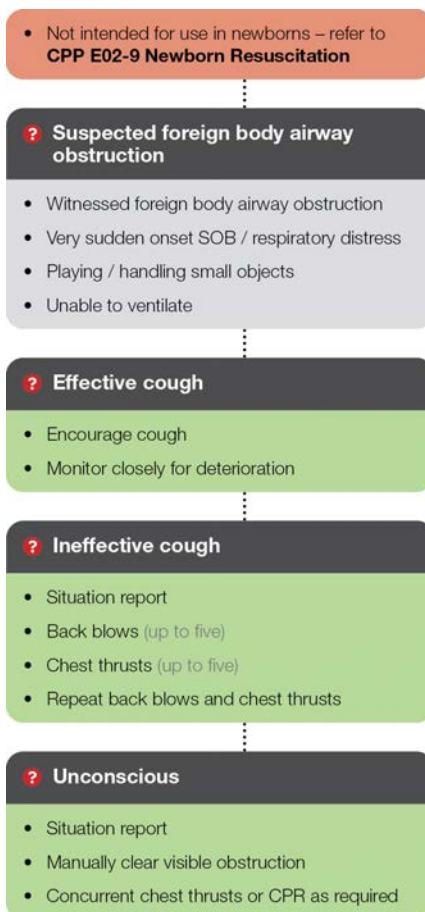 • Not intended for use in newborns – refer to
CPP E02-9 Newborn Resuscitation
? Suspected foreign body airway
obstruction
• Witnessed foreign body airway obstruction
• Very sudden onset SOB / respiratory distress
• Playing / handling small objects
• Unable to ventilate
? Effective cough
• Encourage cough
• Monitor closely for deterioration
? Ineffective cough
• Situation report
• Back blows (up to five)
• Chest thrusts (up to five)
• Repeat back blows and chest thrusts
? Unconscious
• Situation report
• Manually clear visible obstruction
• Concurrent chest thrusts or CPR as required